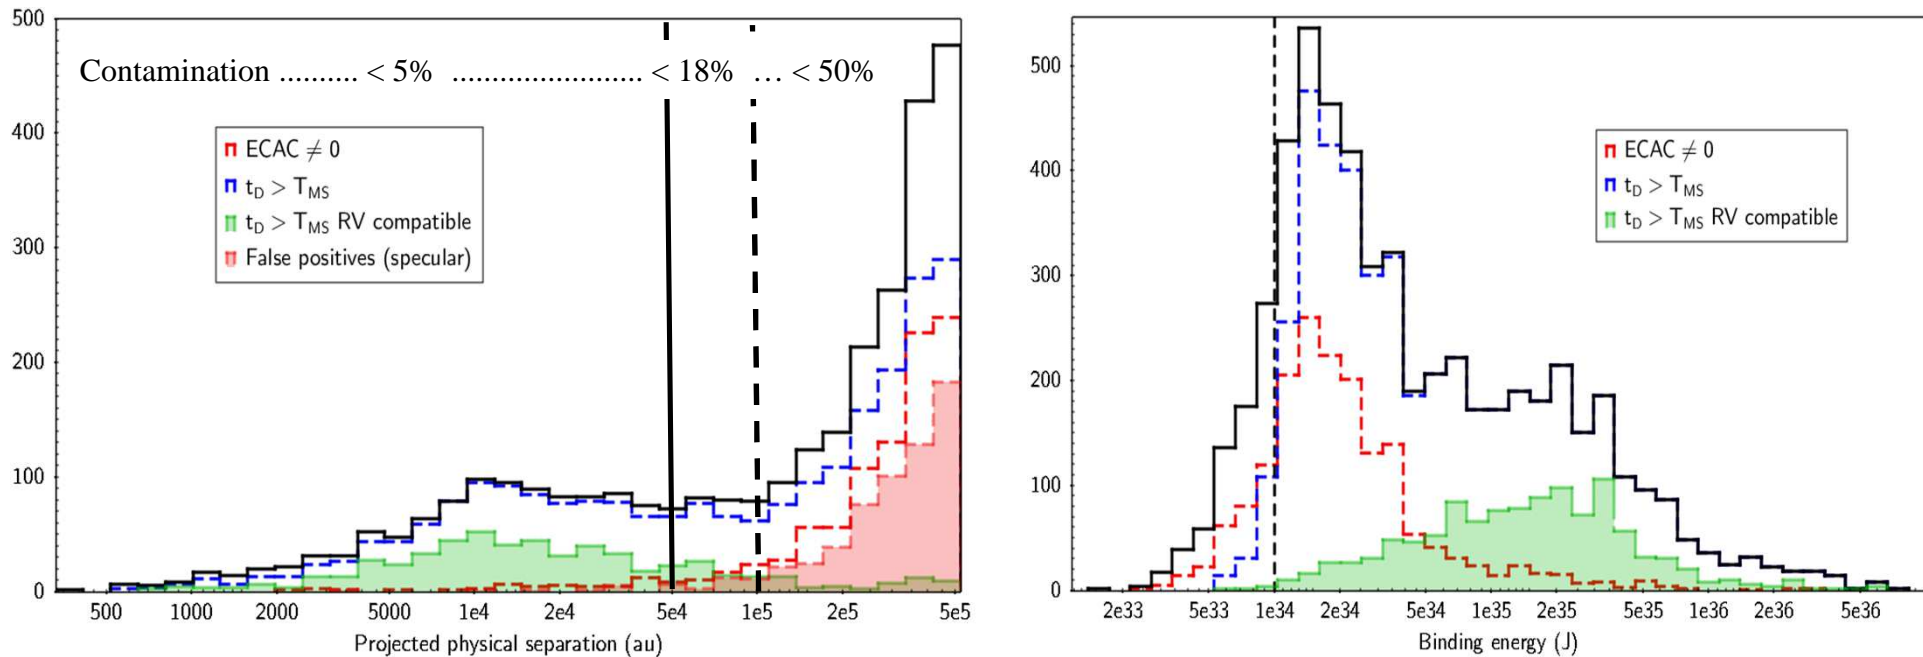 500
400
300
200
100
0
Contamination .......... < 5% ........................ < 18% … < 50%
ECAC ≠ 0
t_D > T_MS
t_D > T_MS RV compatible
False positives (specular)
500 1000 2000 5000 1e4 2e4 5e4 1e5 2e5 5e5
Projected physical separation (au)
500
400
300
200
100
0
ECAC ≠ 0
t_D > T_MS
t_D > T_MS RV compatible
2e33 5e33 1e34 2e34 5e34 1e35 2e35 5e35 1e36 2e36 5e36
Binding energy (J)